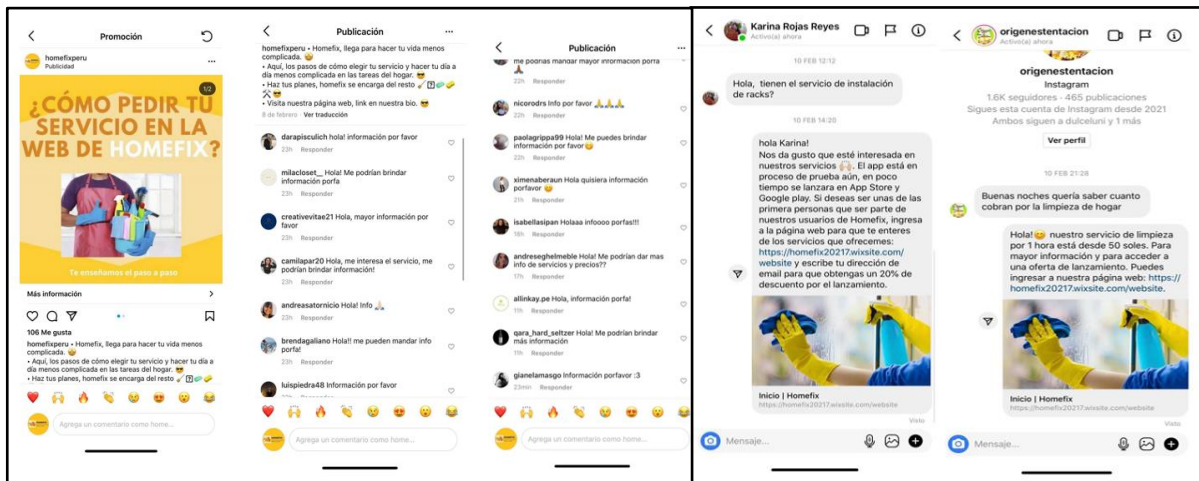 Promoción
homefixperu
Publicidad
1/2
¿CÓMO PEDIR TU
SERVICIO EN LA
WEB DE HOMEFIX?
Te enseñamos el paso a paso
Más información
106 Me gusta
homefixperu • Homefix, llega para hacer tu vida menos
complicada. 😄
• Aquí, los pasos de cómo elegir tu servicio y hacer tu día a
día menos complicada en las tareas del hogar. 😎
• Haz tus planes, homefix se encarga del resto
Agrega un comentario como home...
Publicación
homefixperu • Homefix, llega para hacer tu vida menos
complicada. 😄
• Aquí, los pasos de cómo elegir tu servicio y hacer tu día a
día menos complicada en las tareas del hogar. 😎
• Haz tus planes, homefix se encarga del resto
• Visita nuestra página web, link en nuestra bio. 😎
8 de febrero · Ver traducción
darapisculich hola! información por favor
23h Responder
milacloset__ Hola! Me podrían brindar
información porfa
23h Responder
creativevitae21 Hola, mayor información por
favor
23h Responder
camilapar20 Hola, me interesa el servicio, me
podrían brindar información!
23h Responder
andreasatornicio Hola! Info 🙏🏻
23h Responder
brendagaliano Hola!! me pueden mandar info
porfa!
23h Responder
luispiedra48 Información por favor
Agrega un comentario como home...
Publicación
me podrías mandar mayor información porfa
22h Responder
nicorodrs Info por favor 🙏🙏🙏
22h Responder
paolagrippa99 Hola! Me puedes brindar
información por favor😊
22h Responder
ximenaberaun Hola quisiera información
porfavor 😊
isabellasipan Holaaa infoooo porfas!!!
18h Responder
andreseghelmeble Hola! Me podrían dar mas
info de servicios y precios??
17h Responder
allinkay.pe Hola, información porfa!
11h Responder
qara_hard_seltzer Hola! Me podrían brindar
más información
11h Responder
gianelamasgo Información porfavor :3
23min Responder
Agrega un comentario como home...
Karina Rojas Reyes
Activo(a) ahora
10 FEB 12:12
Hola, tienen el servicio de instalación
de racks?
10 FEB 14:20
hola Karina!
Nos da gusto que esté interesada en
nuestros servicios 🙌🏻. El app está en
proceso de prueba aún, en poco
tiempo se lanzara en App Store y
Google play. Si deseas ser unas de las
primera personas que ser parte de
nuestros usuarios de Homefix, ingresa
a la página web para que te enteres
de los servicios que ofrecemes:
https://homefix20217.wixsite.com/
website y escribe tu dirección de
email para que obtengas un 20% de
descuento por el lanzamiento.
Inicio | Homefix
https://homefix20217.wixsite.com/website
Visto
Mensaje...
origenestentacion
Activo(a) ahora
origenestentacion
Instagram
1.6K seguidores · 465 publicaciones
Sigues esta cuenta de Instagram desde 2021
Ambos siguen a dulceluni y 1 más
Ver perfil
10 FEB 21:28
Buenas noches quería saber cuanto
cobran por la limpieza de hogar
Hola!😊 nuestro servicio de limpieza
por 1 hora está desde 50 soles. Para
mayor información y para acceder a
una oferta de lanzamiento. Puedes
ingresar a nuestra página web: https://
homefix20217.wixsite.com/website.
Inicio | Homefix
https://homefix20217.wixsite.com/website
Visto
Mensaje...